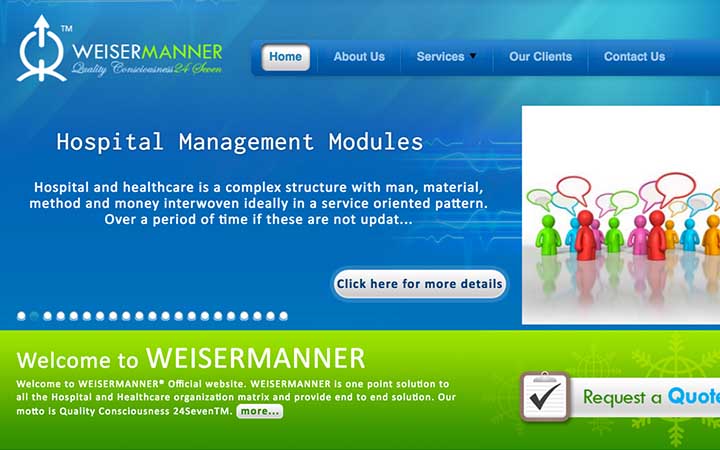 TM
WEISERMANNER
Quality Consciousness 24 Seven
Home About Us Services Our Clients Contact Us
Hospital Management Modules
Hospital and healthcare is a complex structure with man, material,
method and money interwoven ideally in a service oriented pattern.
Over a period of time if these are not updat...
Click here for more details
Welcome to WEISERMANNER
Welcome to WEISERMANNER® Official website. WEISERMANNER is one point solution to
all the Hospital and Healthcare organization matrix and provide end to end solution. Our
motto is Quality Consciousness 24SevenTM. more...
Request a Quote